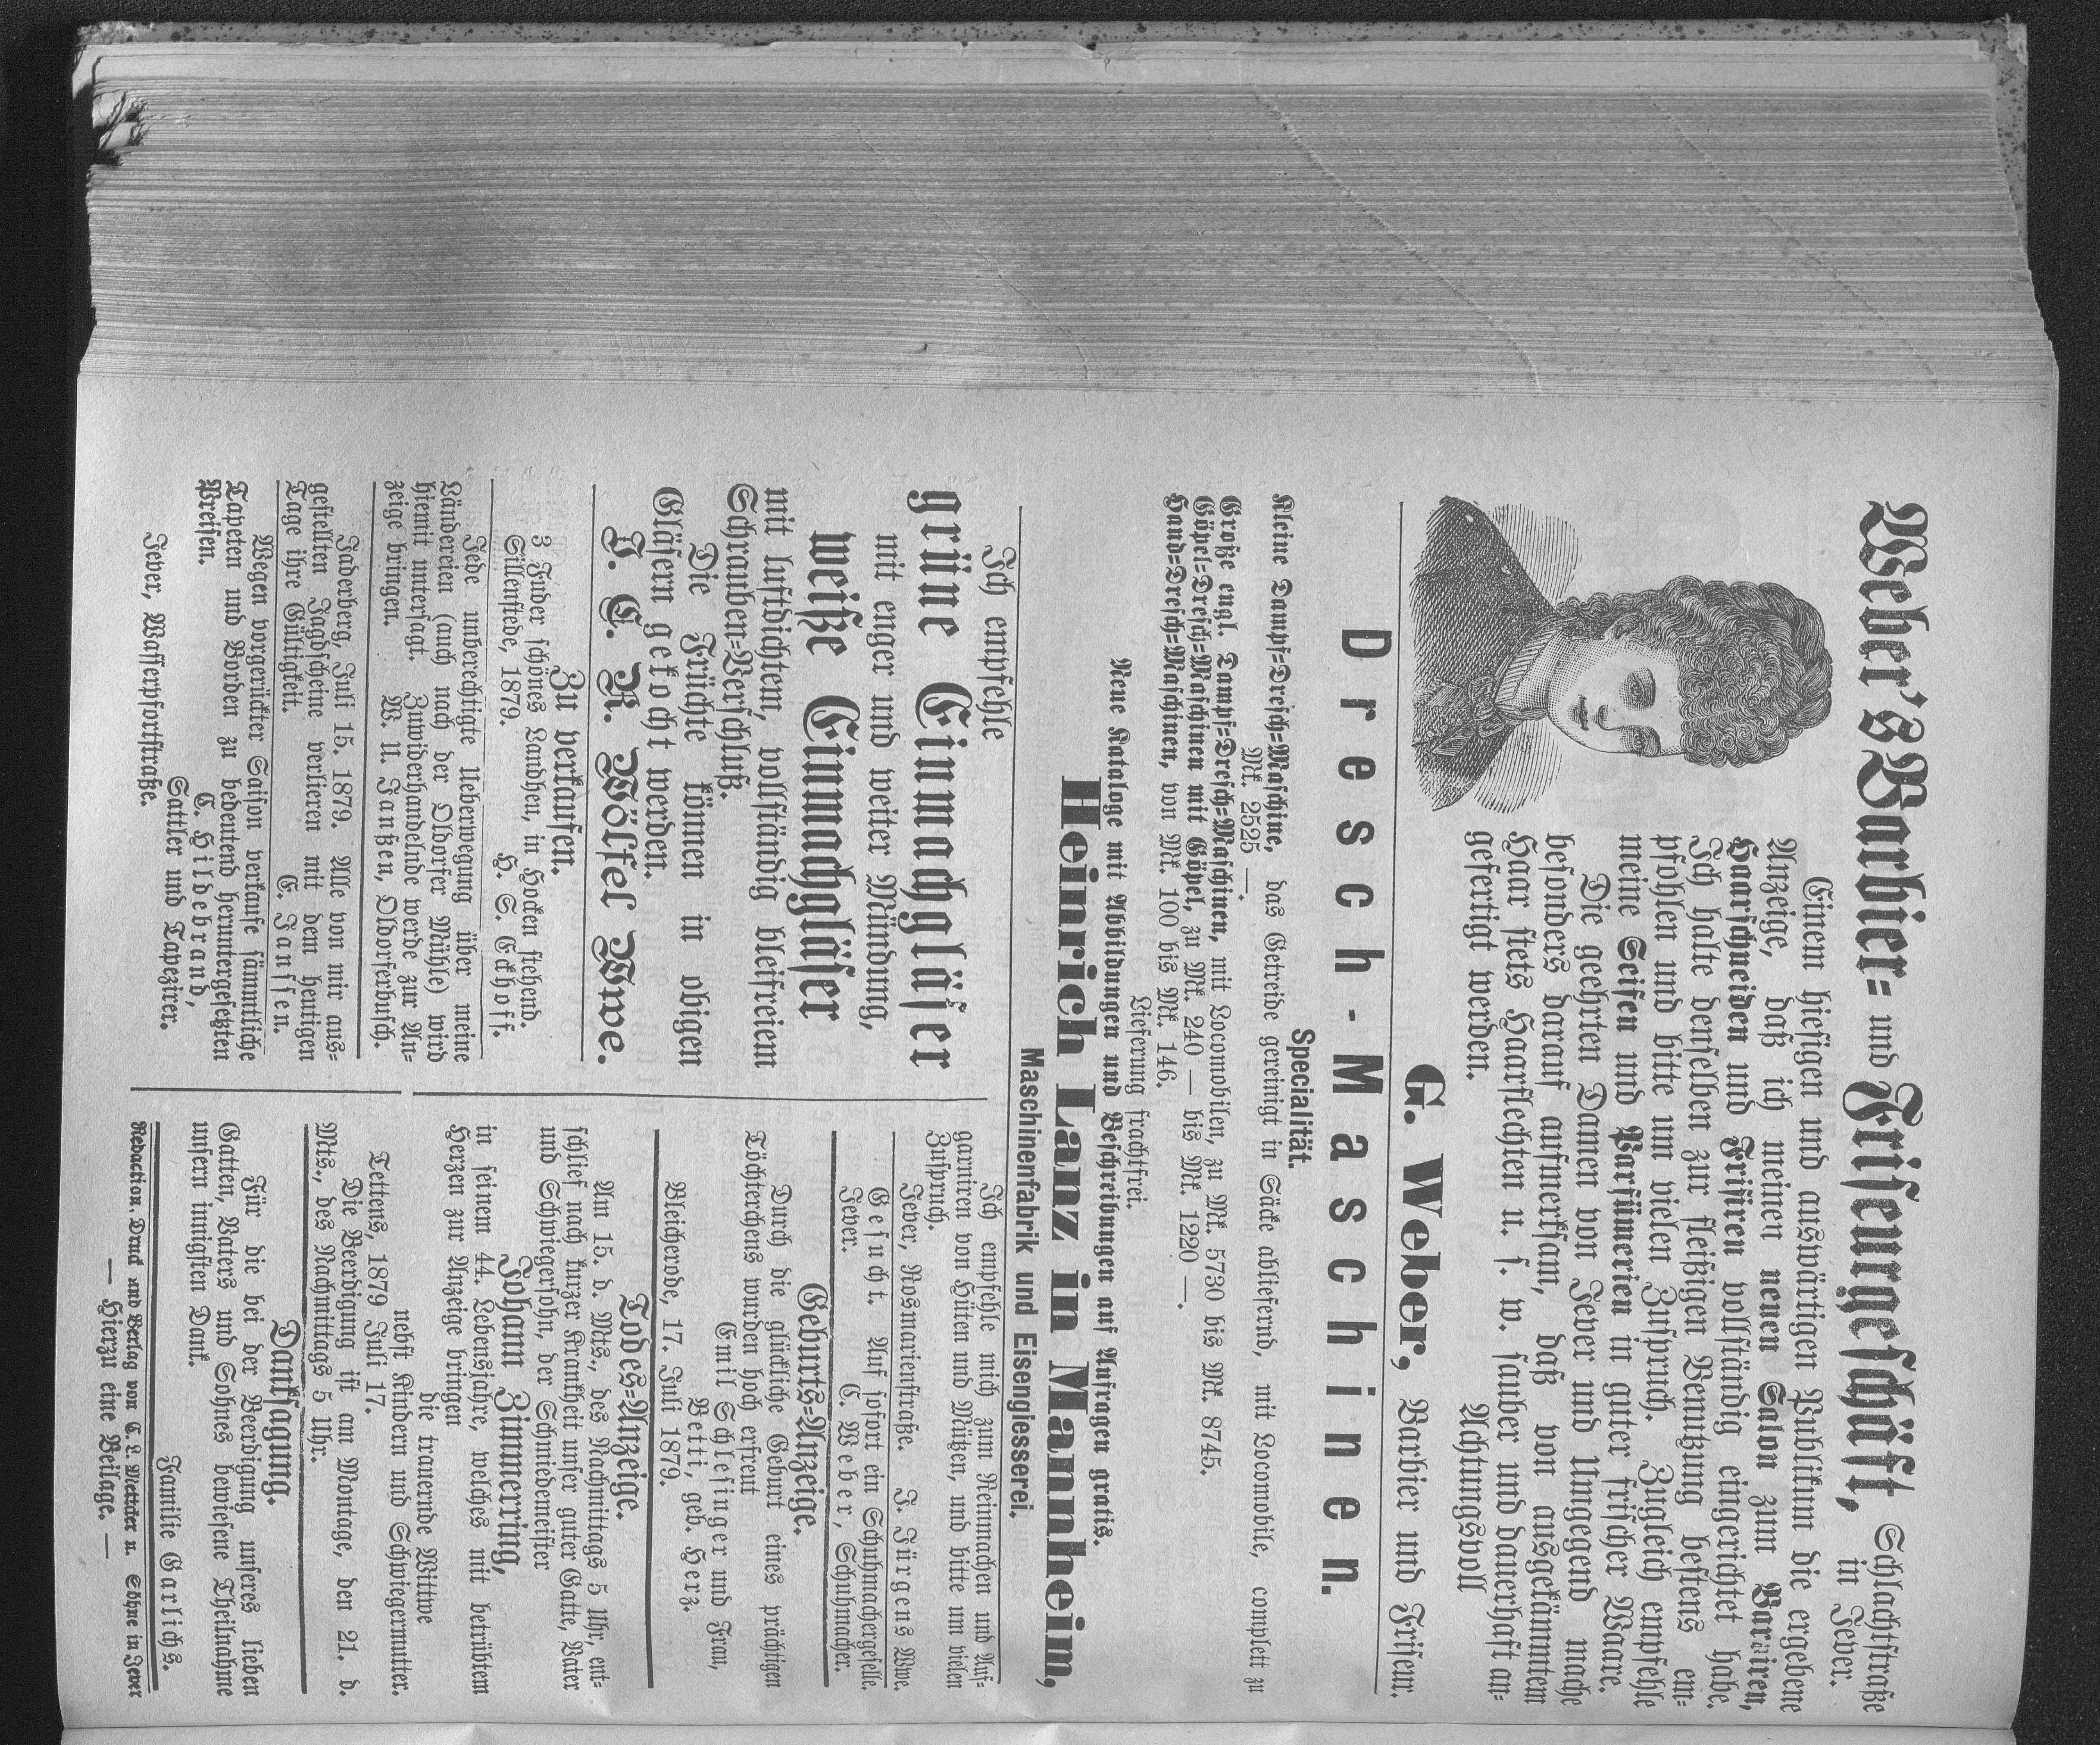 Weber's Barbier= und Friseurgeschäft, Schlachtstraße
in Jever.
Einem hiesigen und auswärtigen Publikum die ergebene
Anzeige, daß ich meinen neuen Salon zum Barbiren,
Haarschneiden und Frisiren vollständig eingerichtet habe.
Ich halte denselben zur fleißigen Benutzung bestens em=
pfohlen und bitte um vielen Zuspruch. Zugleich empfehle
meine Seifen und Parfümerien in guter frischer Waare.
Die geehrten Damen von Jever und Umgegend mache
besonders darauf aufmerksam, daß von ausgekämmtem
Haar stets Haarflechten u. s. w. sauber und dauerhaft an=
gefertigt werden.
Achtungsvoll
G. Weber, Barbier und Friseur.
Dresch-Maschinen.
Specialität.
Kleine Dampf=Dresch=Maschine, das Getreide gereinigt in Säcke abliefernd, mit Locomobile, complett zu
Mk. 2525 —.
Große engl. Dampf=Dresch=Maschinen, mit Locomobilen, zu Mk. 5730 bis Mk. 8745.
Göpel=Dresch=Maschinen mit Göpel, zu Mk. 240 — bis Mk. 1220 —.
Hand=Dresch=Maschinen, von Mk. 100 bis Mk. 146.
Lieferung frachtfrei.
Neue Kataloge mit Abbildungen und Beschreibungen auf Anfragen gratis.
Heinrich Lanz in Mannheim,
Maschinenfabrik und Eisengiesserei.
Ich empfehle
grüne Einmachgläser
mit enger und weiter Mündung,
weiße Einmachgläser
mit luftdichtem, vollständig bleifreiem
Schrauben=Verschluß.
Die Früchte können in obigen
Gläsern gekocht werden.
J. C. R. Wölfel Wwe.
Zu verkaufen.
3 Fuder schönes Landheu, in Hocken stehend.
Sillenstede, 1879. H. S. Eckhoff.
Jede unberechtigte Ueberwegung über meine
Ländereien (auch nach der Oldorfer Mühle) wird
hiemit untersagt. Zuwiderhandelnde werde zur An=
zeige bringen. W. U. Janßen, Oldorferbusch.
Jaderberg, Juli 15. 1879. Alle von mir aus=
gestellten Jagdscheine verlieren mit dem heutigen
Tage ihre Gültigkeit. C. Janssen.
Wegen vorgerückter Saison verkaufe sämmtliche
Tapeten und Borden zu bedeutend heruntergesetzten
Preisen.
C. Hildebrand,
Sattler und Tapezirer.
Jever, Wasserpfortstraße.
Ich empfehle mich zum Reinmachen und Auf=
garniren von Hüten und Mützen, und bitte um vielen
Zuspruch.
Jever, Rosmarienstraße. J. Jürgens Wwe.
Gesucht. Auf sofort ein Schuhmachergeselle.
Jever. C. Weber, Schuhmacher.
Geburts=Anzeige.
Durch die glückliche Geburt eines prächtigen
Töchterchens wurden hoch erfreut
Emil Schlesinger und Frau,
Betti, geb. Herz.
Bleicherode, 17. Juli 1879.
Todes=Anzeige.
Am 15. d. Mts., des Nachmittags 5 Uhr, ent=
schlief nach kurzer Krankheit unser guter Gatte, Vater
und Schwiegersohn, der Schmiedemeister
Johann Zimmerring,
in seinem 44. Lebensjahre, welches mit betrübtem
Herzen zur Anzeige bringen
die trauernde Wittwe
nebst Kindern und Schwiegermutter.
Tettens, 1879 Juli 17.
Die Beerdigung ist am Montage, den 21. d.
Mts., des Nachmittags 5 Uhr.
Danksagung.
Für die bei der Beerdigung unseres lieben
Gatten, Vaters und Sohnes bewiesene Theilnahme
unsern innigsten Dank.
Familie Carlichs.
Redaction, Druck und Verlag von C. L. Mettcker u. Söhne in Jever
— Hierzu eine Beilage. —